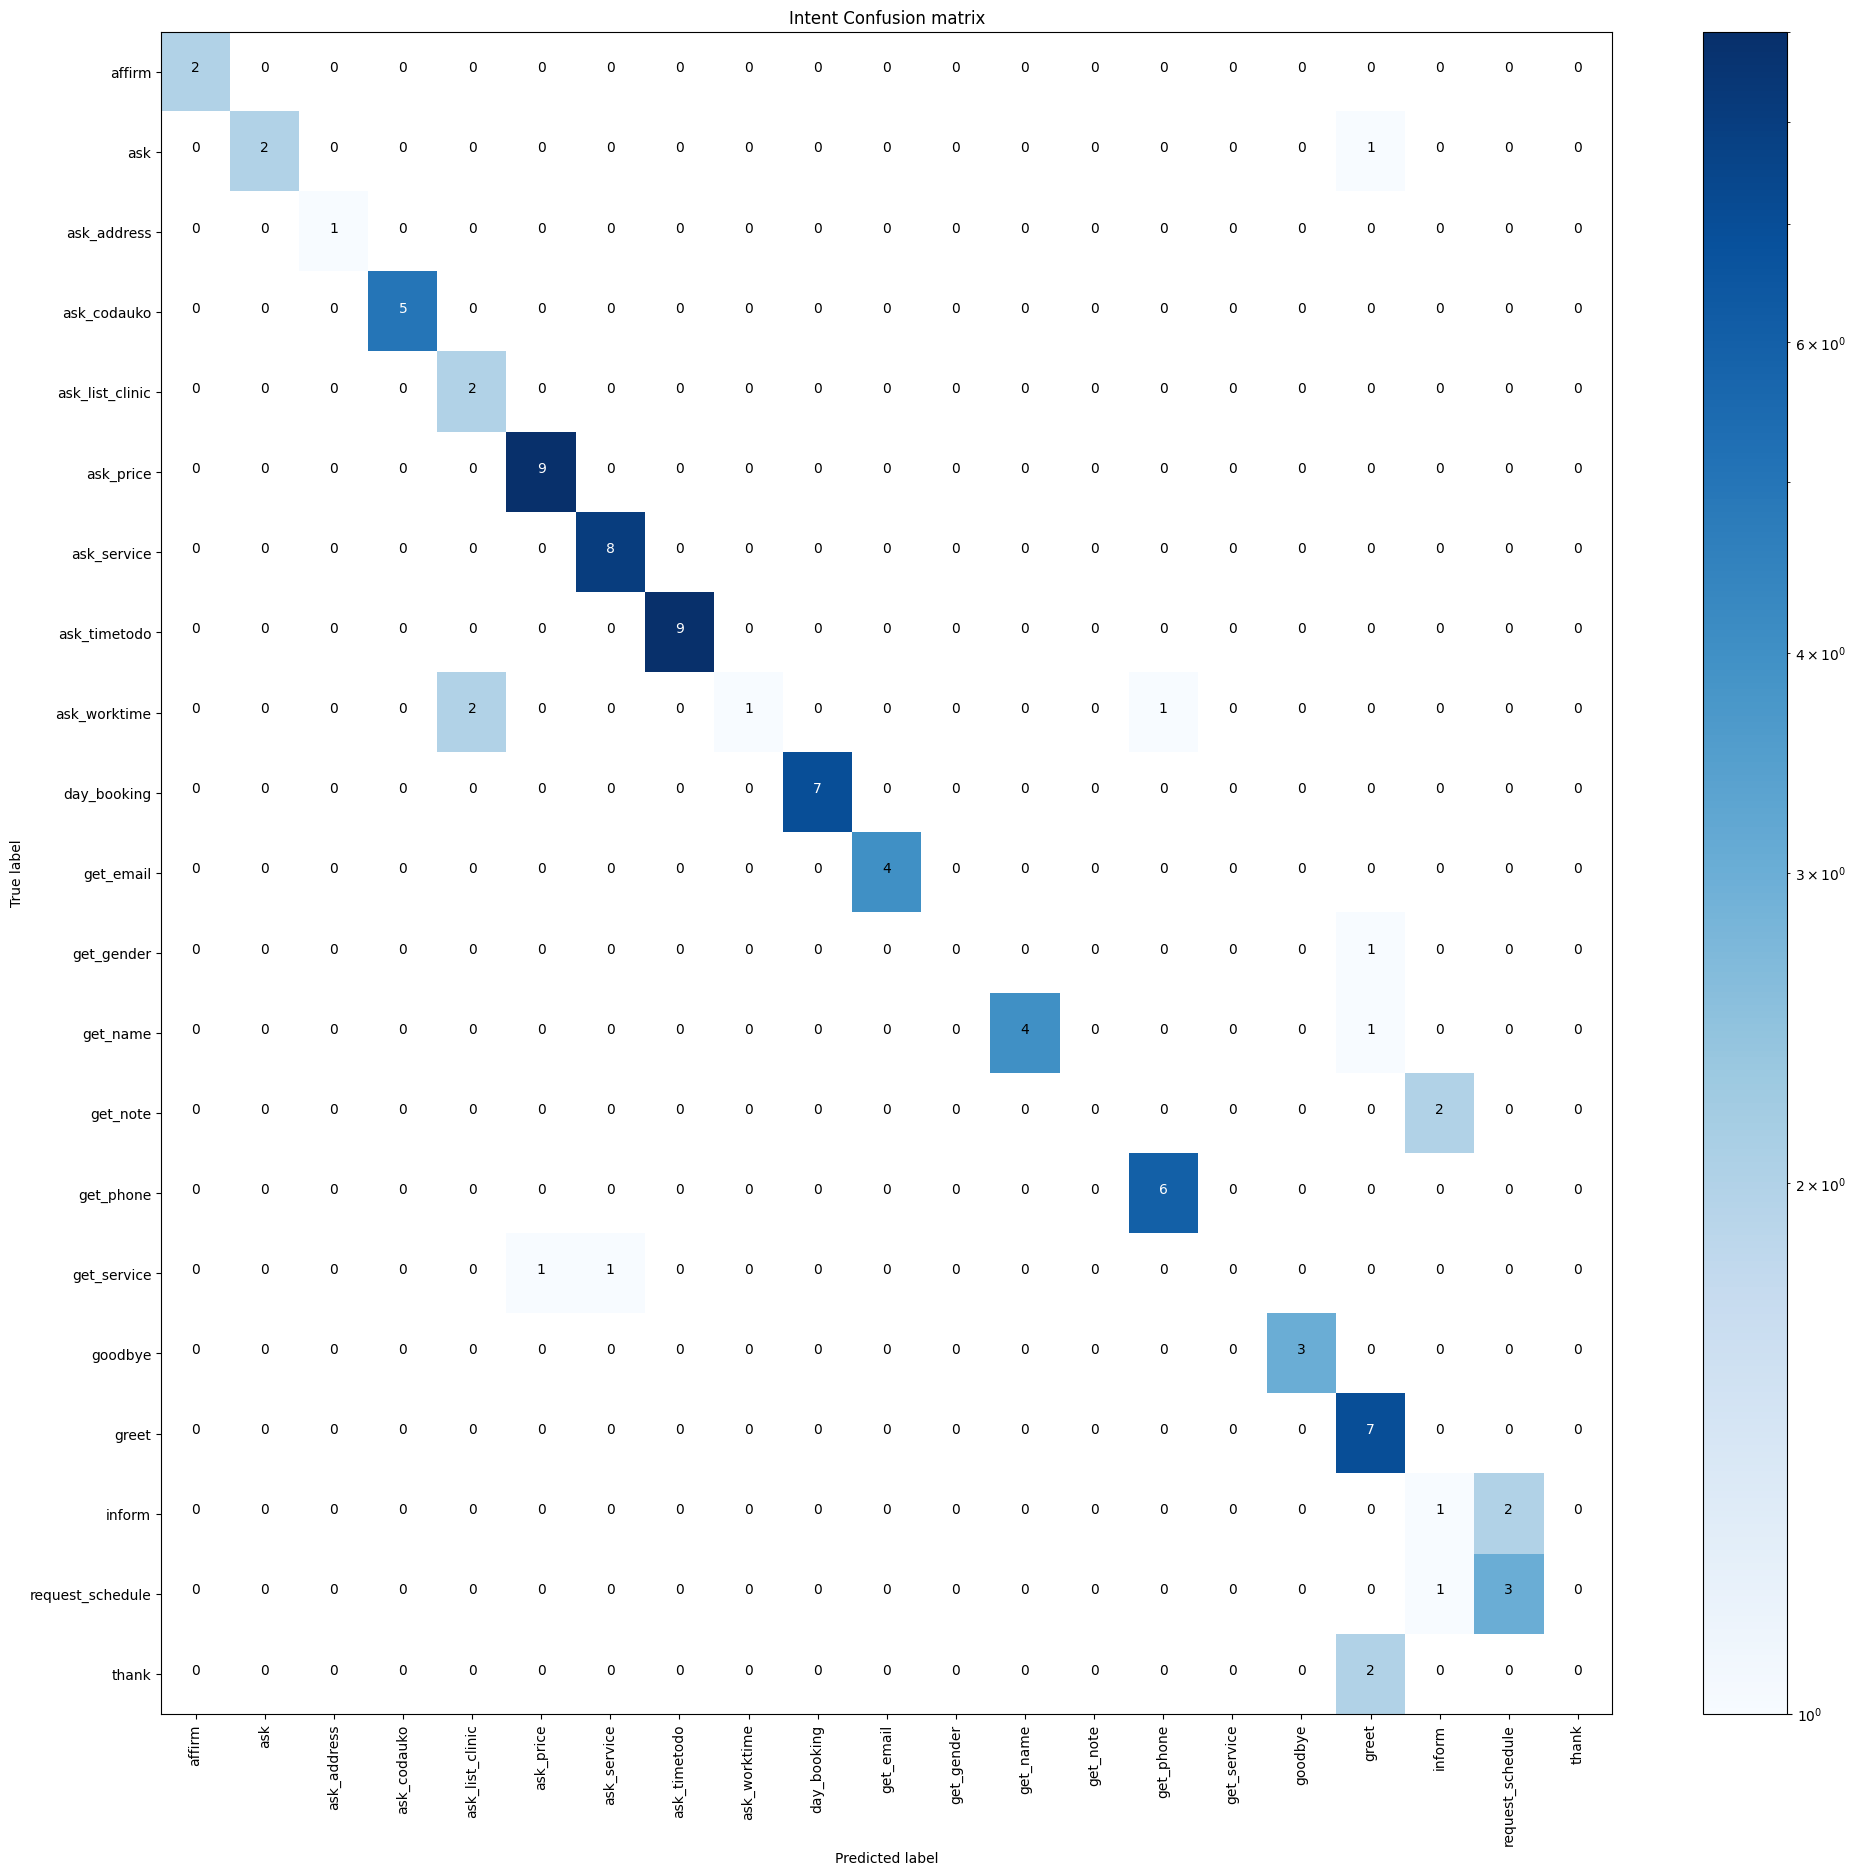 Intent Confusion matrix
affirm 2 0 0 0 0 0 0 0 0 0 0 0 0 0 0 0 0 0 0 0 0
ask 0 2 0 0 0 0 0 0 0 0 0 0 0 0 0 0 0 1 0 0 0
ask_address 0 0 1 0 0 0 0 0 0 0 0 0 0 0 0 0 0 0 0 0 0
ask_codauko 0 0 0 5 0 0 0 0 0 0 0 0 0 0 0 0 0 0 0 0 0
6 × 10⁰
ask_list_clinic 0 0 0 0 2 0 0 0 0 0 0 0 0 0 0 0 0 0 0 0 0
ask_price 0 0 0 0 0 9 0 0 0 0 0 0 0 0 0 0 0 0 0 0 0
ask_service 0 0 0 0 0 0 8 0 0 0 0 0 0 0 0 0 0 0 0 0 0
ask_timetodo 0 0 0 0 0 0 0 9 0 0 0 0 0 0 0 0 0 0 0 0 0
4 × 10⁰
ask_worktime 0 0 0 0 2 0 0 0 1 0 0 0 0 0 1 0 0 0 0 0 0
day_booking 0 0 0 0 0 0 0 0 0 7 0 0 0 0 0 0 0 0 0 0 0
True label
get_email 0 0 0 0 0 0 0 0 0 0 4 0 0 0 0 0 0 0 0 0 0
3 × 10⁰
get_gender 0 0 0 0 0 0 0 0 0 0 0 0 0 0 0 0 0 1 0 0 0
get_name 0 0 0 0 0 0 0 0 0 0 0 0 4 0 0 0 0 1 0 0 0
get_note 0 0 0 0 0 0 0 0 0 0 0 0 0 0 0 0 0 0 2 0 0
get_phone 0 0 0 0 0 0 0 0 0 0 0 0 0 0 6 0 0 0 0 0 0
2 × 10⁰
get_service 0 0 0 0 0 1 1 0 0 0 0 0 0 0 0 0 0 0 0 0 0
goodbye 0 0 0 0 0 0 0 0 0 0 0 0 0 0 0 0 3 0 0 0 0
greet 0 0 0 0 0 0 0 0 0 0 0 0 0 0 0 0 0 7 0 0 0
inform 0 0 0 0 0 0 0 0 0 0 0 0 0 0 0 0 0 0 1 2 0
request_schedule 0 0 0 0 0 0 0 0 0 0 0 0 0 0 0 0 0 0 1 3 0
thank 0 0 0 0 0 0 0 0 0 0 0 0 0 0 0 0 0 2 0 0 0
10⁰
affirm
ask
ask_address
ask_codauko
ask_list_clinic
ask_price
ask_service
ask_timetodo
ask_worktime
day_booking
get_email
get_gender
get_name
get_note
get_phone
get_service
goodbye
greet
inform
request_schedule
thank
Predicted label